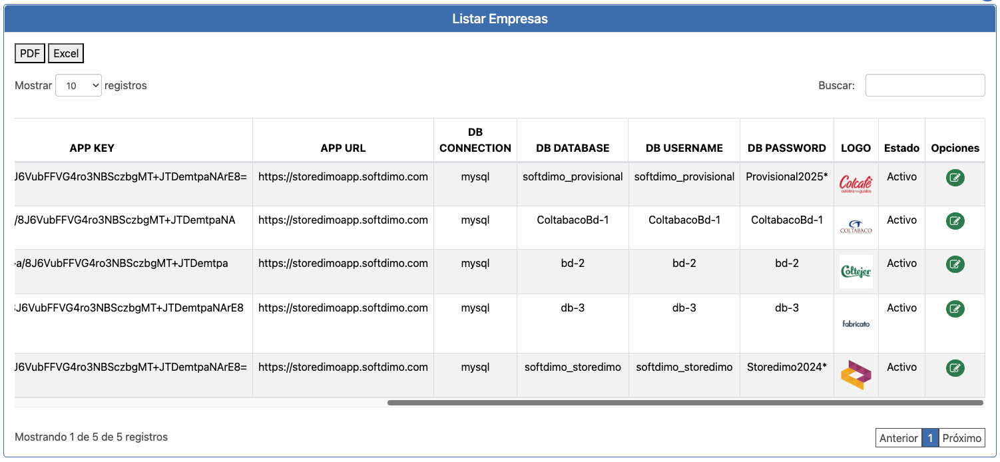 Listar Empresas
PDF Excel
Mostrar 10 registros Buscar:
APP KEY APP URL DB CONNECTION DB DATABASE DB USERNAME DB PASSWORD LOGO Estado Opciones
J6VubFFVG4ro3NBSczbgMT+JTDemtpaNArE8= https://storedimoapp.softdimo.com mysql softdimo_provisional softdimo_provisional Provisional2025* Colcafé celebra tus gustos Activo
/8J6VubFFVG4ro3NBSczbgMT+JTDemtpaNA https://storedimoapp.softdimo.com mysql ColtabacoBd-1 ColtabacoBd-1 ColtabacoBd-1 COLTABACO Activo
a/8J6VubFFVG4ro3NBSczbgMT+JTDemtpa https://storedimoapp.softdimo.com mysql bd-2 bd-2 bd-2 Coltejer Activo
J6VubFFVG4ro3NBSczbgMT+JTDemtpaNArE8 https://storedimoapp.softdimo.com mysql db-3 db-3 db-3 fabricato Activo
J6VubFFVG4ro3NBSczbgMT+JTDemtpaNArE8= https://storedimoapp.softdimo.com mysql softdimo_storedimo softdimo_storedimo Storedimo2024* Activo
Mostrando 1 de 5 de 5 registros Anterior 1 Próximo